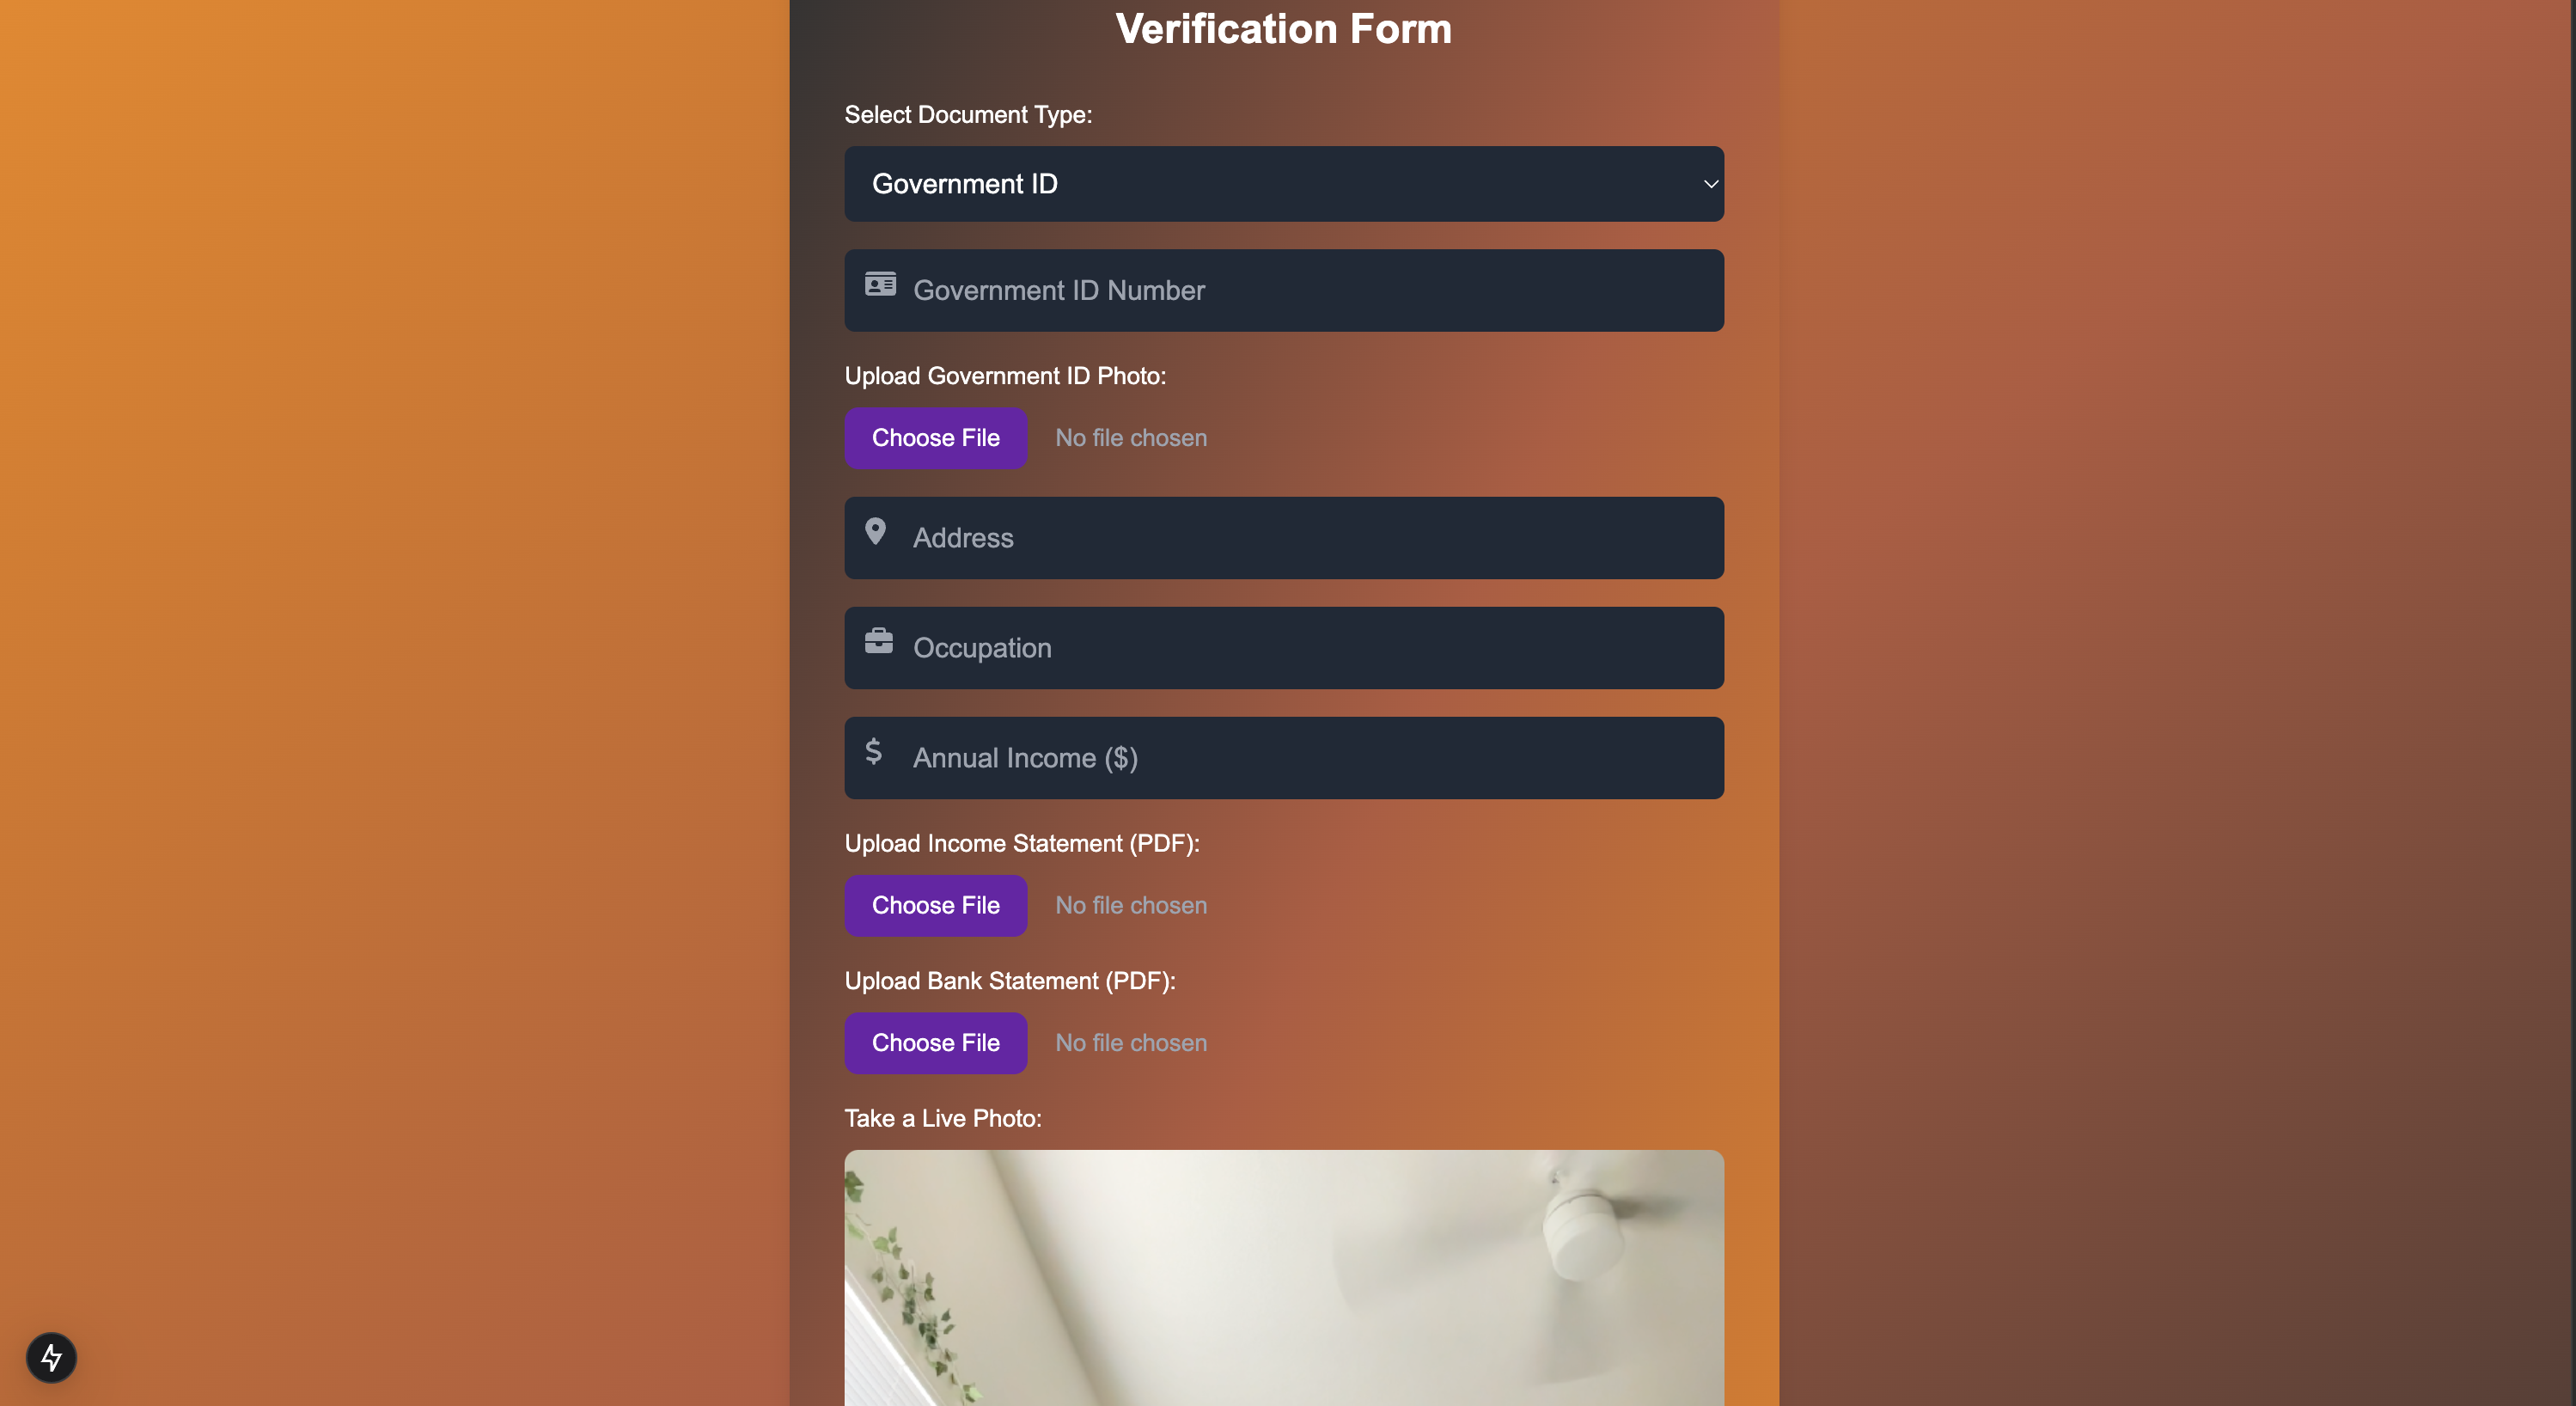 Verification Form
Select Document Type:
Government ID
Government ID Number
Upload Government ID Photo:
Choose File No file chosen
Address
Occupation
Annual Income ($)
Upload Income Statement (PDF):
Choose File No file chosen
Upload Bank Statement (PDF):
Choose File No file chosen
Take a Live Photo: